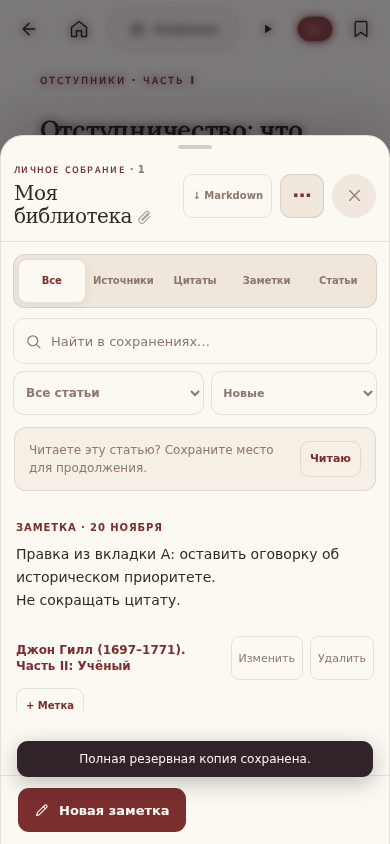 ОТСТУПНИКИ · ЧАСТЬ I
Отступничество: что
ЛИЧНОЕ СОБРАНИЕ · 1
Моя
библиотека
↓ Markdown
...
Все
Источники
Цитаты
Заметки
Статьи
Найти в сохранениях...
Все статьи
Новые
Читаете эту статью? Сохраните место
для продолжения.
Читаю
ЗАМЕТКА · 20 НОЯБРЯ
Правка из вкладки А: оставить оговорку об
историческом приоритете.
Не сокращать цитату.
Джон Гилл (1697–1771).
Часть II: Учёный
Изменить
Удалить
+ Метка
Полная резервная копия сохранена.
Новая заметка